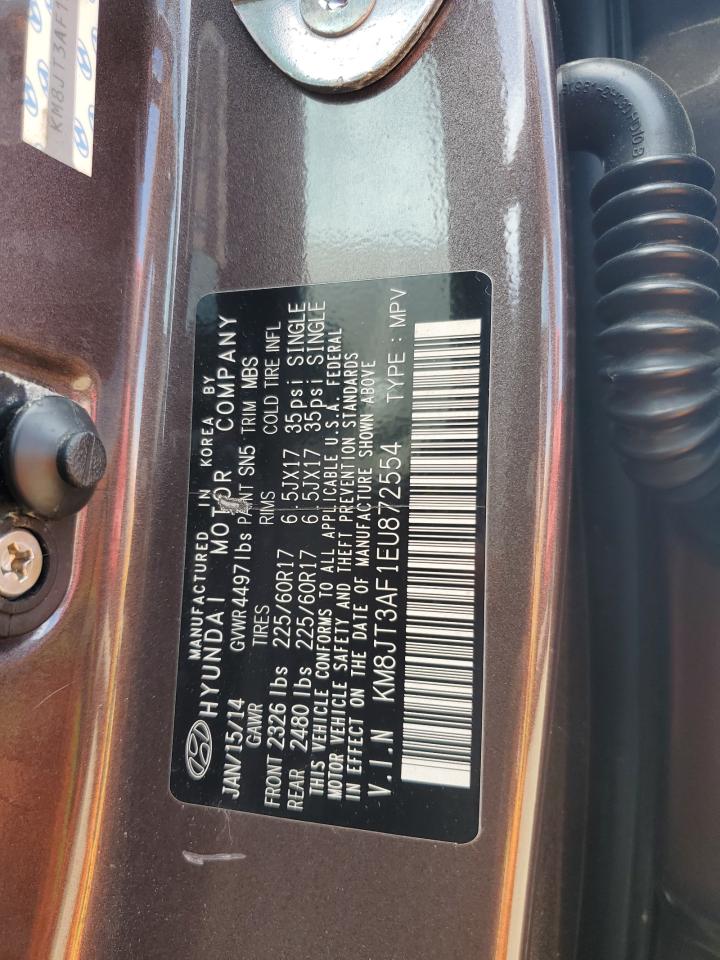 MANUFACTURED IN KOREA BY
HYUNDAI MOTOR COMPANY
JAN/15/14 GVWR 4497lbs PAINT SN5 TRIM MBS
GAWR TIRES RIMS COLD TIRE INFL
FRONT 2326 lbs 225/60R17 6.5JX17 35psi SINGLE
REAR 2480 lbs 225/60R17 6.5JX17 35psi SINGLE
THIS VEHICLE CONFORMS TO ALL APPLICABLE U.S.A. FEDERAL
MOTOR VEHICLE SAFETY AND THEFT PREVENTION STANDARDS
IN EFFECT ON THE DATE OF MANUFACTURE SHOWN ABOVE
V.I.N KM8JT3AF1EU872554 TYPE : MPV
KM8JT3AF1